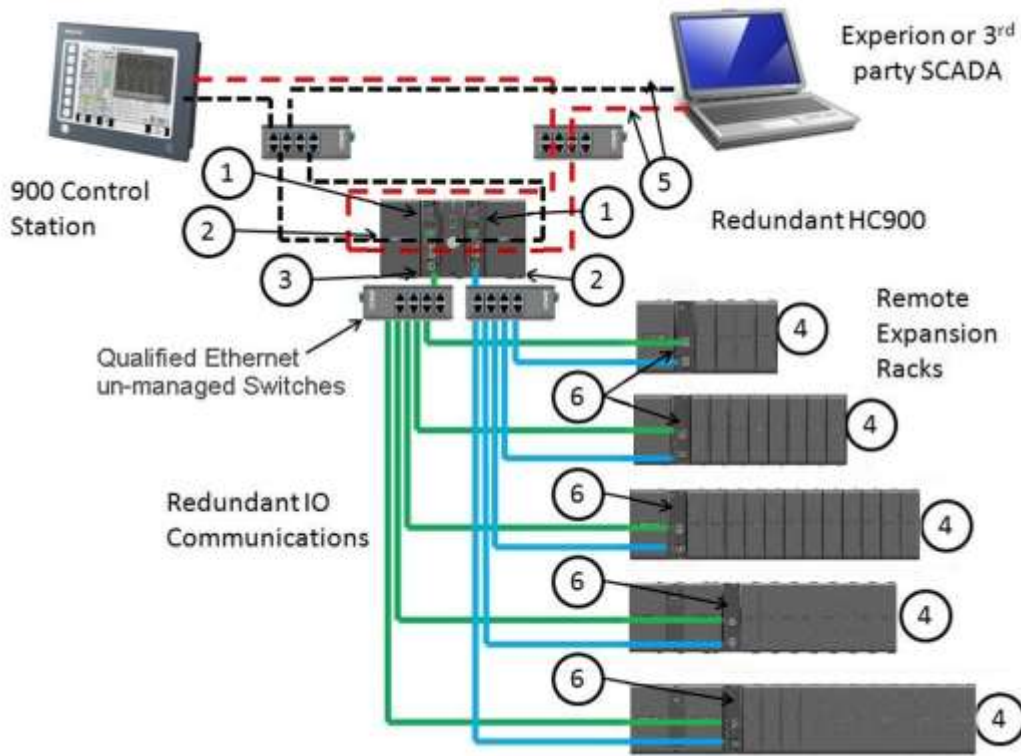 Experion or 3rd
party SCADA
1
5
900 Control
Station
1
2
Redundant HC900
3
2
Remote
Expansion
Racks
4
Qualified Ethernet
un-managed Switches
6
4
Redundant IO
Communications
6
4
6
4
6
4